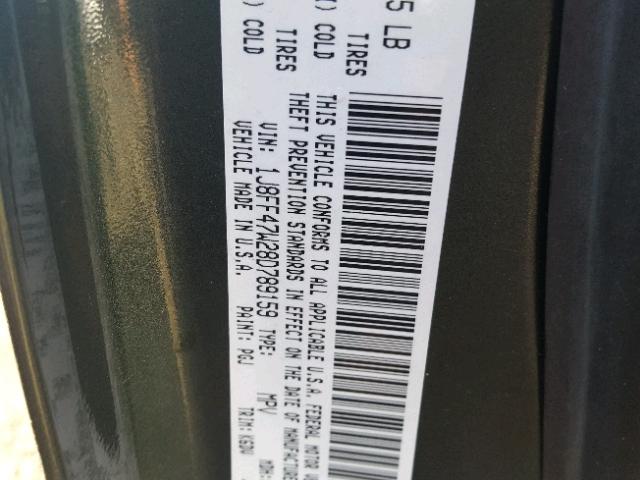 5 LB
TIRES
) COLD
TIRES
) COLD
THIS VEHICLE CONFORMS TO ALL APPLICABLE U.S.A. FEDERAL MOTOR
THEFT PREVENTION STANDARDS IN EFFECT ON THE DATE OF MANUFACTURE
VIN: 1J8FF47W28D789159 TYPE: MPV
VEHICLE MADE IN U.S.A. PAINT: PGJ TRIM: K6DV